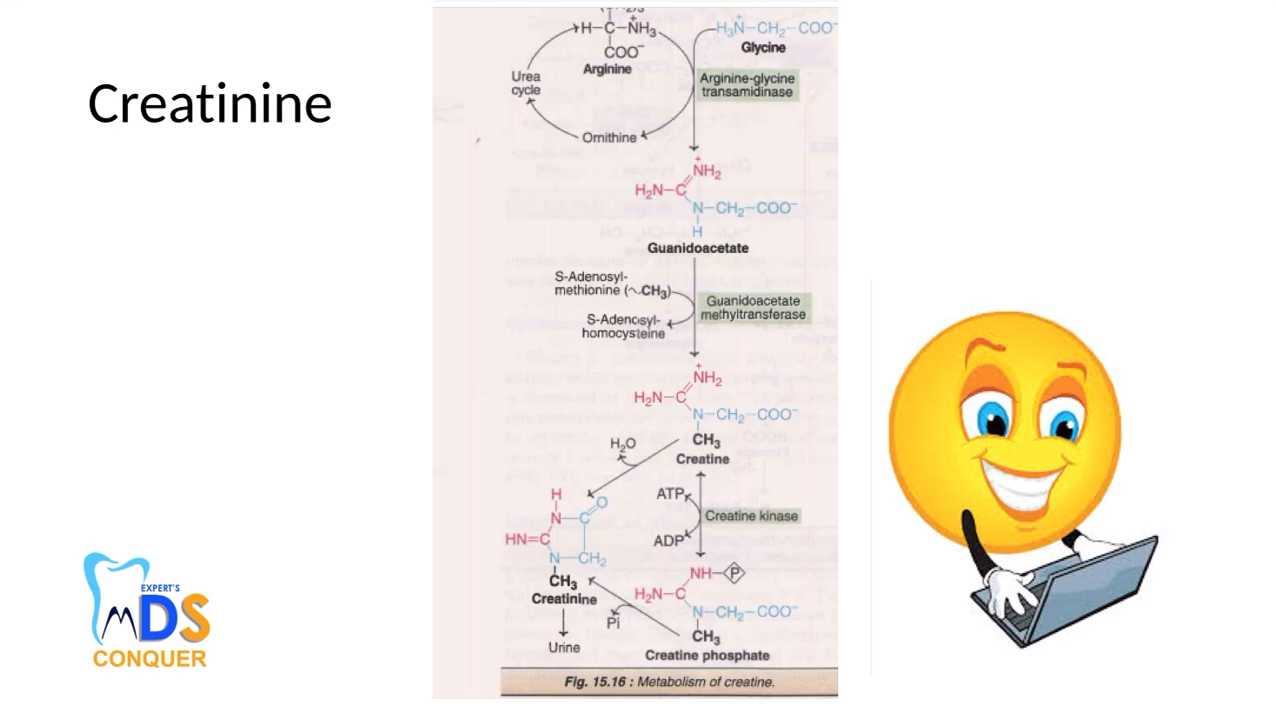 Creatinine
H–C–NH₃⁺
COO⁻
Arginine
H₃N⁺–CH₂–COO⁻
Glycine
Urea
cycle
Arginine-glycine
transamidinase
Ornithine
⁺NH₂
H₂N–C
N–CH₂–COO⁻
H
Guanidoacetate
S-Adenosyl-
methionine (~CH₃)
Guanidoacetate
methyltransferase
S-Adenosyl-
homocysteine
⁺NH₂
H₂N–C
N–CH₂–COO⁻
CH₃
Creatine
H₂O
ATP
Creatine kinase
ADP
H
O
N–C
HN=C
N–CH₂
CH₃
Creatinine
Urine
NH–P
H₂N–C
N–CH₂–COO⁻
CH₃
Pi
Creatine phosphate
Fig. 15.16 : Metabolism of creatine.
EXPERT'S
MDS
CONQUER